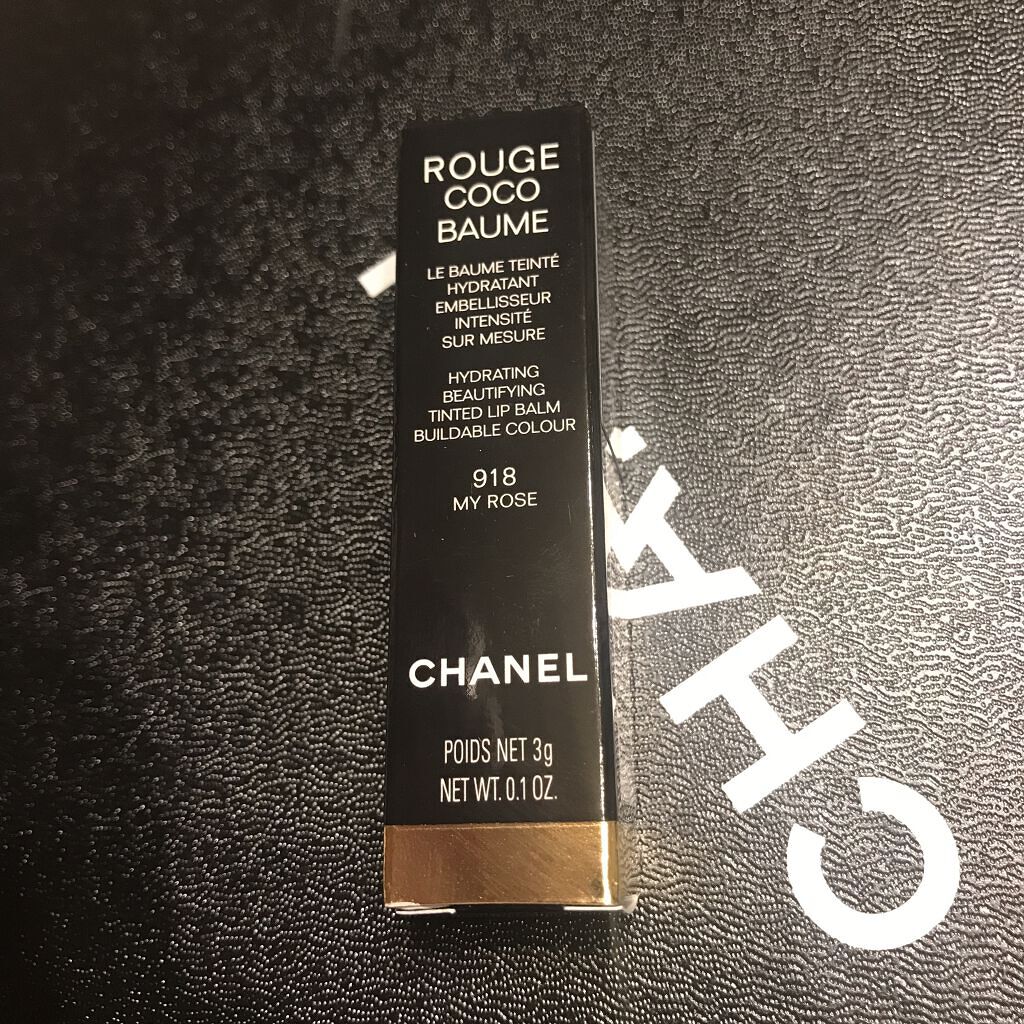 ROUGE
COCO
BAUME
LE BAUME TEINTÉ
HYDRATANT
EMBELLISSEUR
INTENSITÉ
SUR MESURE
HYDRATING
BEAUTIFYING
TINTED LIP BALM
BUILDABLE COLOUR
918
MY ROSE
CHANEL
POIDS NET 3g
NET WT. 0.1 OZ.
CHA